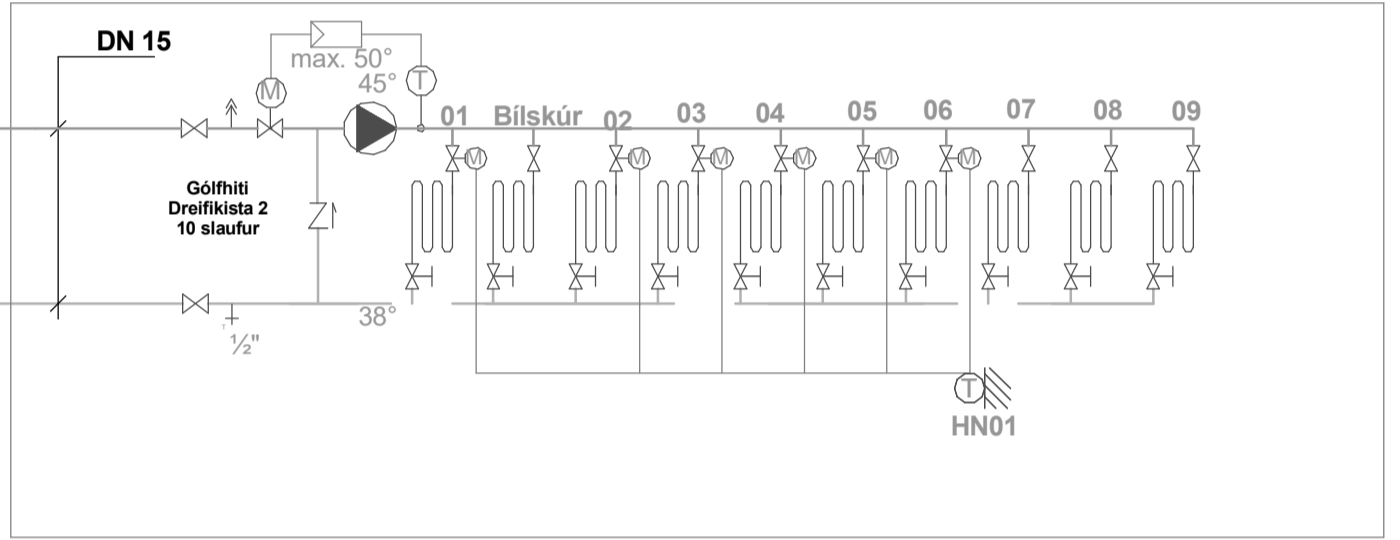 DN 15
max. 50°
45°
M
T
01 Bílskúr 02 03 04 05 06 07 08 09
M M M M M M
Gólfhiti
Dreifikista 2
10 slaufur
38°
½"
T
HN01